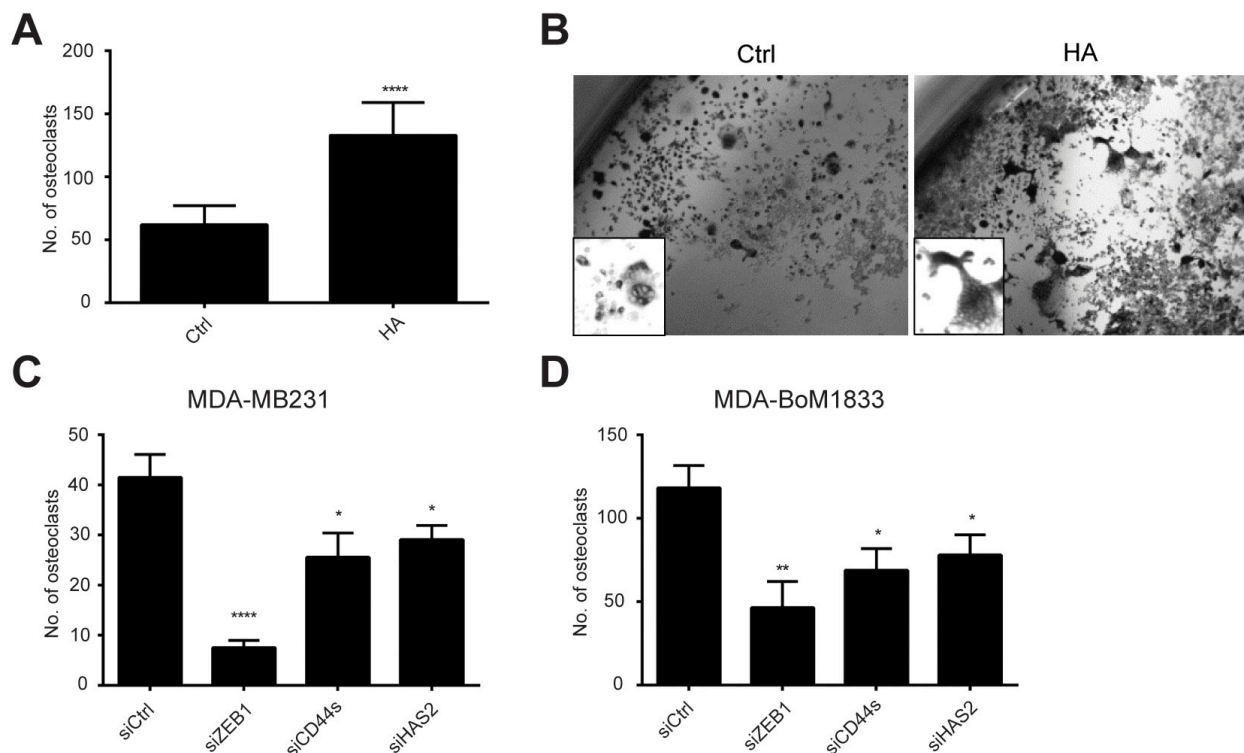 A
No. of osteoclasts
200
150
100
50
0
****
Ctrl
HA
B
Ctrl
HA
C
MDA-MB231
No. of osteoclasts
50
40
30
20
10
0
****
*
*
siCtrl
siZEB1
siCD44s
siHAS2
D
MDA-BoM1833
No. of osteoclasts
150
100
50
0
**
*
*
siCtrl
siZEB1
siCD44s
siHAS2